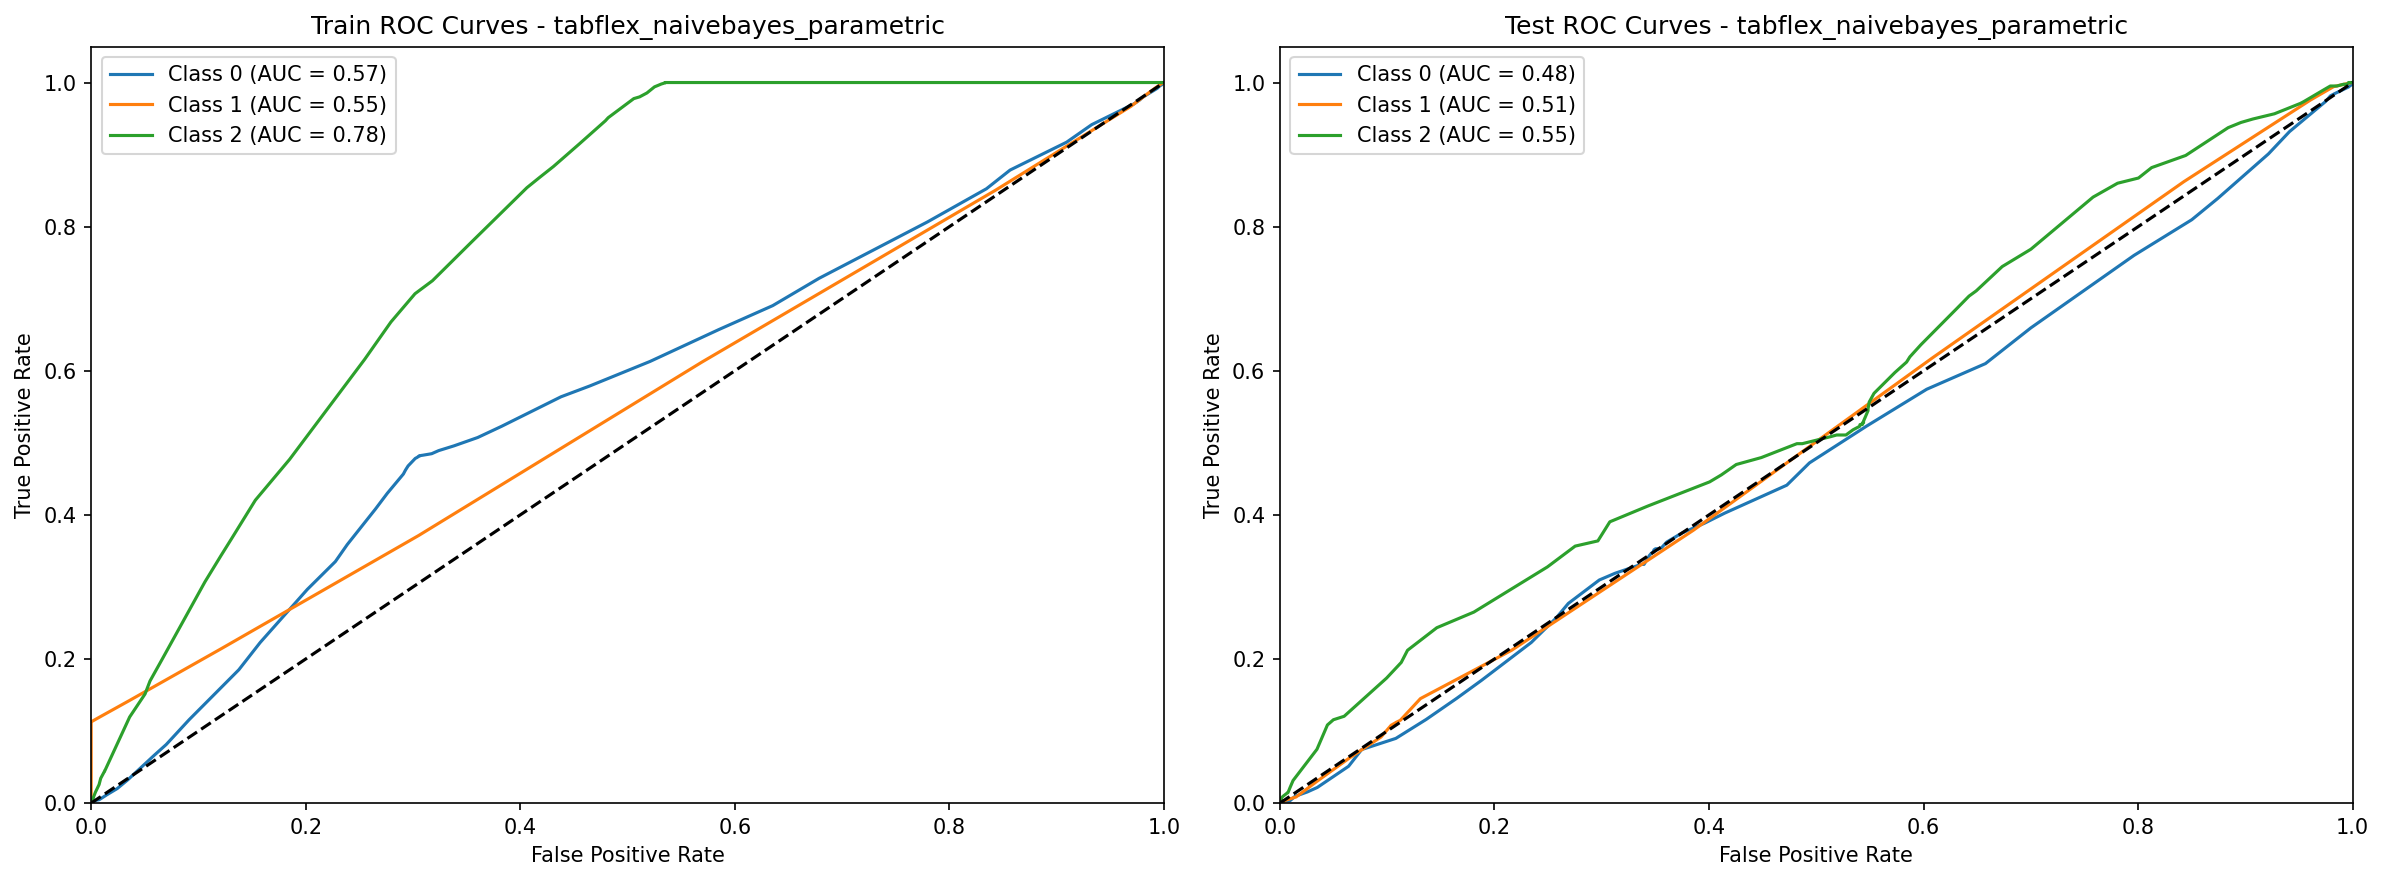 Train ROC Curves - tabflex_naivebayes_parametric
Class 0 (AUC = 0.57)
Class 1 (AUC = 0.55)
Class 2 (AUC = 0.78)
True Positive Rate
1.0
0.8
0.6
0.4
0.2
0.0
0.0 0.2 0.4 0.6 0.8 1.0
False Positive Rate
Test ROC Curves - tabflex_naivebayes_parametric
Class 0 (AUC = 0.48)
Class 1 (AUC = 0.51)
Class 2 (AUC = 0.55)
True Positive Rate
1.0
0.8
0.6
0.4
0.2
0.0
0.0 0.2 0.4 0.6 0.8 1.0
False Positive Rate